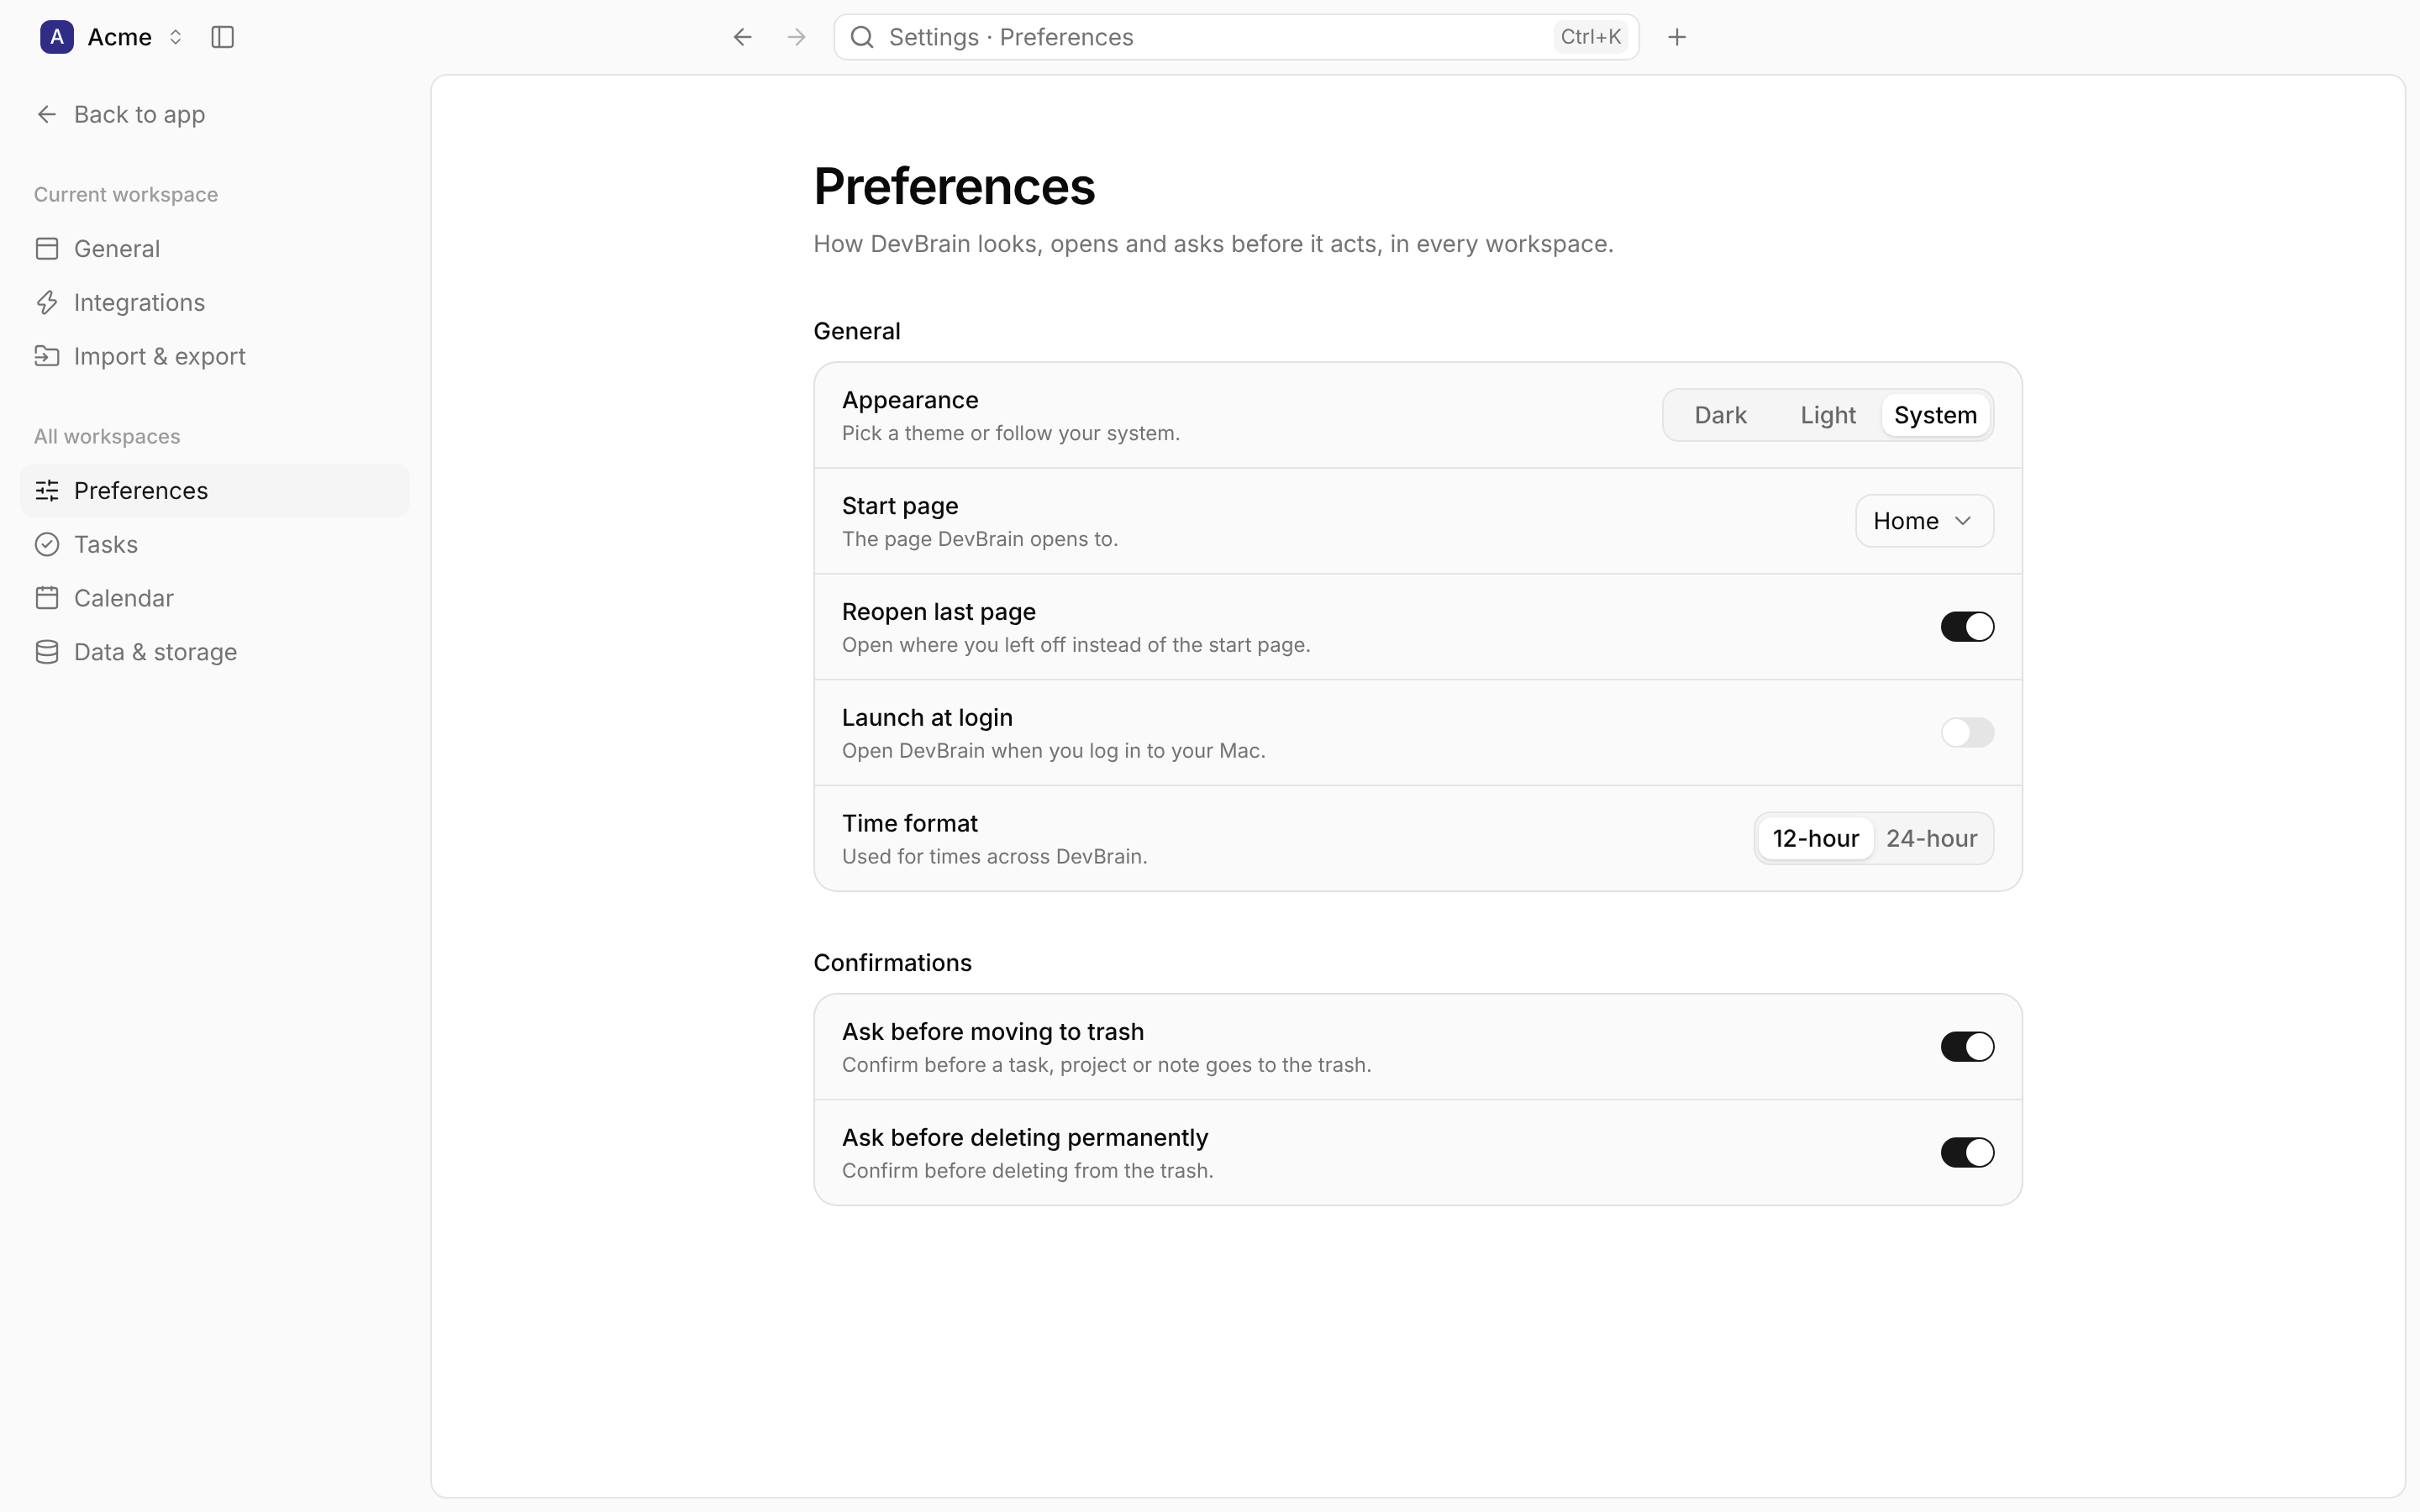 A Acme
Settings · Preferences Ctrl+K
Back to app
Current workspace
General
Integrations
Import & export
All workspaces
Preferences
Tasks
Calendar
Data & storage
Preferences
How DevBrain looks, opens and asks before it acts, in every workspace.
General
Appearance
Pick a theme or follow your system.
Dark Light System
Start page
The page DevBrain opens to.
Home
Reopen last page
Open where you left off instead of the start page.
Launch at login
Open DevBrain when you log in to your Mac.
Time format
Used for times across DevBrain.
12-hour 24-hour
Confirmations
Ask before moving to trash
Confirm before a task, project or note goes to the trash.
Ask before deleting permanently
Confirm before deleting from the trash.